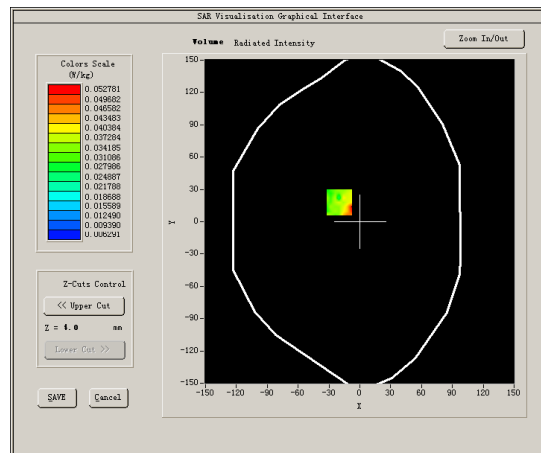 SAR Visualisation Graphical Interface
Volume Radiated Intensity
Zoom In/Out
Colors Scale
(W/kg)
0.052781
0.049682
0.046582
0.043483
0.040384
0.037284
0.034185
0.031086
0.027986
0.024887
0.021788
0.018688
0.015589
0.012490
0.009390
0.006291
Z-Cuts Control
<< Upper Cut
Z = 4.0 mm
Lower Cut >>
SAVE Cancel
150
120
90
60
30
0
-30
-60
-90
-120
-150
Y
-150 -120 -90 -60 -30 0 30 60 90 120 150
X